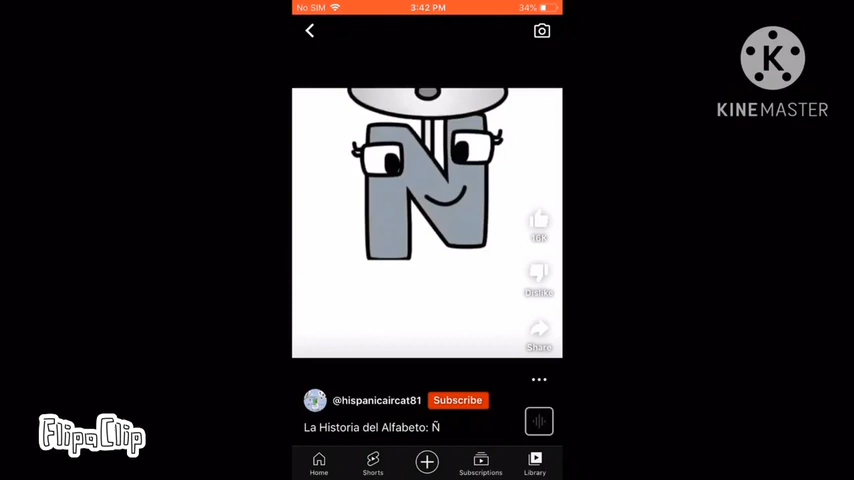 No SIM 3:42 PM 34%
K
KINEMASTER
N
16K
Dislike
Share
@hispanicaircat81 Subscribe
La Historia del Alfabeto: Ñ
FlipaClip
Home Shorts Subscriptions Library